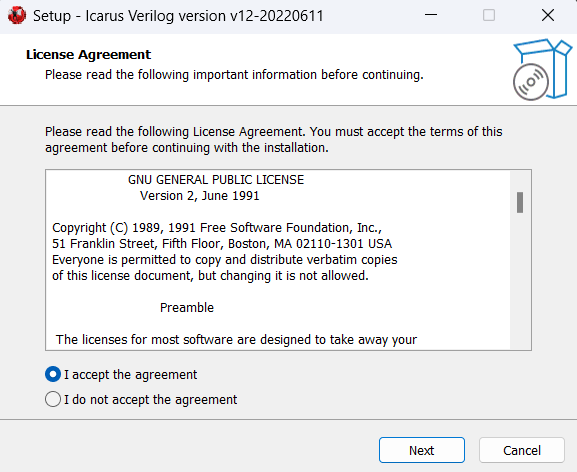 Setup - Icarus Verilog version v12-20220611
License Agreement
Please read the following important information before continuing.
Please read the following License Agreement. You must accept the terms of this
agreement before continuing with the installation.
GNU GENERAL PUBLIC LICENSE
Version 2, June 1991
Copyright (C) 1989, 1991 Free Software Foundation, Inc.,
51 Franklin Street, Fifth Floor, Boston, MA 02110-1301 USA
Everyone is permitted to copy and distribute verbatim copies
of this license document, but changing it is not allowed.
Preamble
The licenses for most software are designed to take away your
I accept the agreement
I do not accept the agreement
Next
Cancel